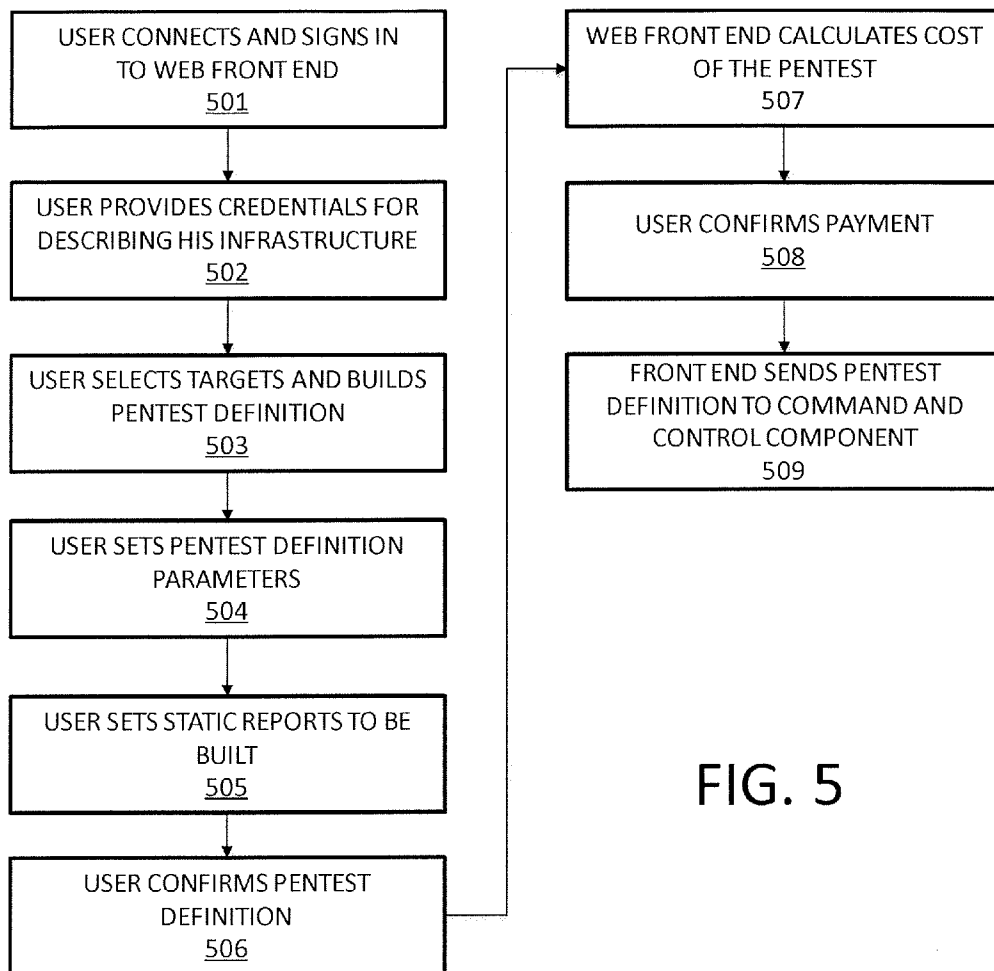 USER CONNECTS AND SIGNS IN
TO WEB FRONT END
501
USER PROVIDES CREDENTIALS FOR
DESCRIBING HIS INFRASTRUCTURE
502
USER SELECTS TARGETS AND BUILDS
PENTEST DEFINITION
503
USER SETS PENTEST DEFINITION
PARAMETERS
504
USER SETS STATIC REPORTS TO BE
BUILT
505
USER CONFIRMS PENTEST
DEFINITION
506
WEB FRONT END CALCULATES COST
OF THE PENTEST
507
USER CONFIRMS PAYMENT
508
FRONT END SENDS PENTEST
DEFINITION TO COMMAND AND
CONTROL COMPONENT
509
FIG. 5